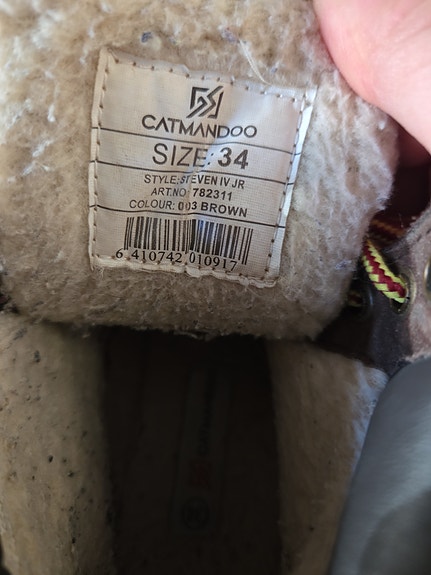 CATMANDOO
SIZE: 34
STYLE: STEVEN IV JR
ART.NO: 782311
COLOUR: 003 BROWN
6 410742 010917